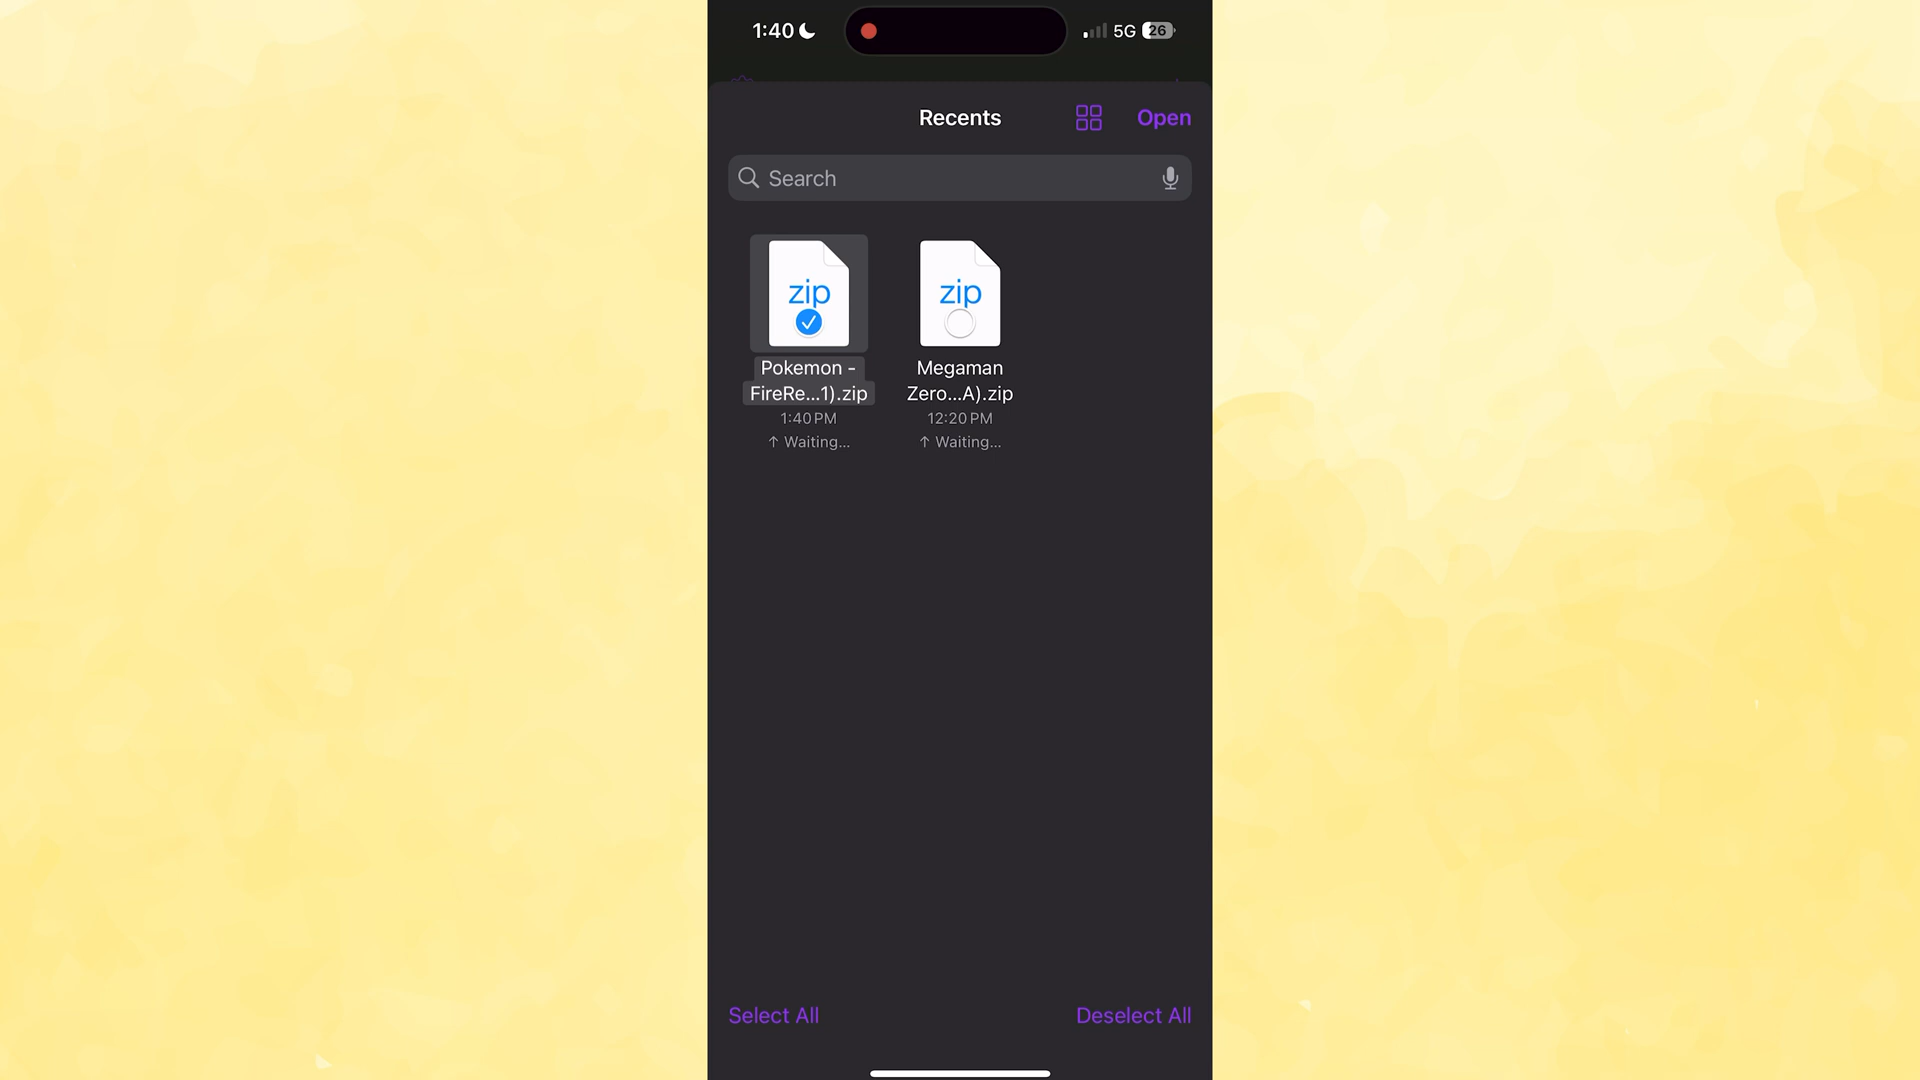 1:40
5G
26
Recents
Open
Search
zip
zip
Pokemon -
FireRe...1).zip
1:40 PM
↑ Waiting...
Megaman
Zero...A).zip
12:20 PM
↑ Waiting...
Select All
Deselect All